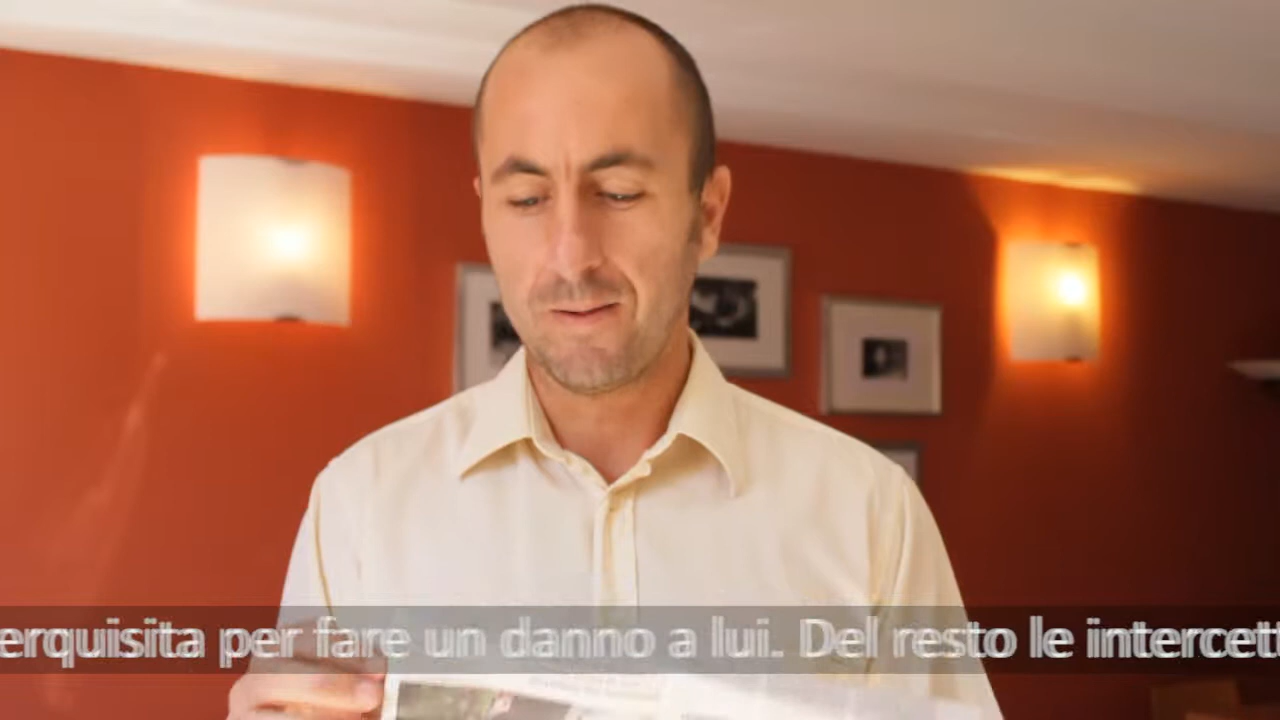 erquisita per fare un danno a lui. Del resto le intercett